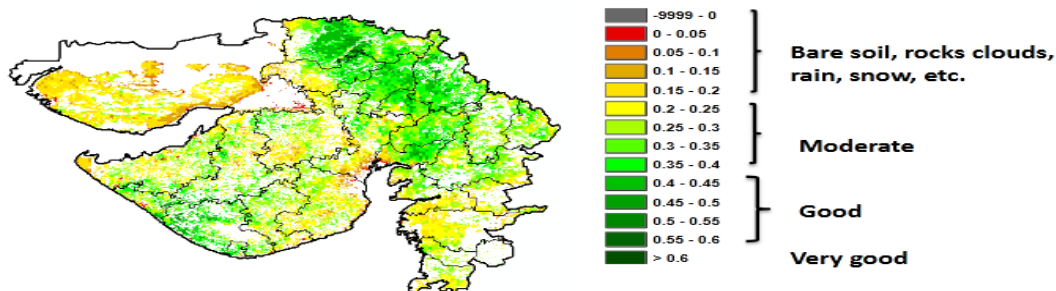 -9999 - 0
0 - 0.05
0.05 - 0.1
0.1 - 0.15
0.15 - 0.2
0.2 - 0.25
0.25 - 0.3
0.3 - 0.35
0.35 - 0.4
0.4 - 0.45
0.45 - 0.5
0.5 - 0.55
0.55 - 0.6
> 0.6
Bare soil, rocks clouds,
rain, snow, etc.
Moderate
Good
Very good